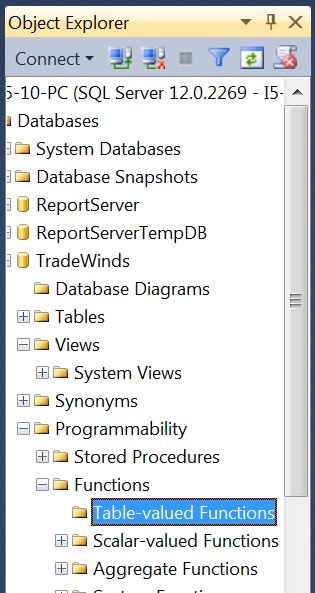 Object Explorer
Connect
5-10-PC (SQL Server 12.0.2269 - I5-
Databases
System Databases
Database Snapshots
ReportServer
ReportServerTempDB
TradeWinds
Database Diagrams
Tables
Views
System Views
Synonyms
Programmability
Stored Procedures
Functions
Table-valued Functions
Scalar-valued Functions
Aggregate Functions